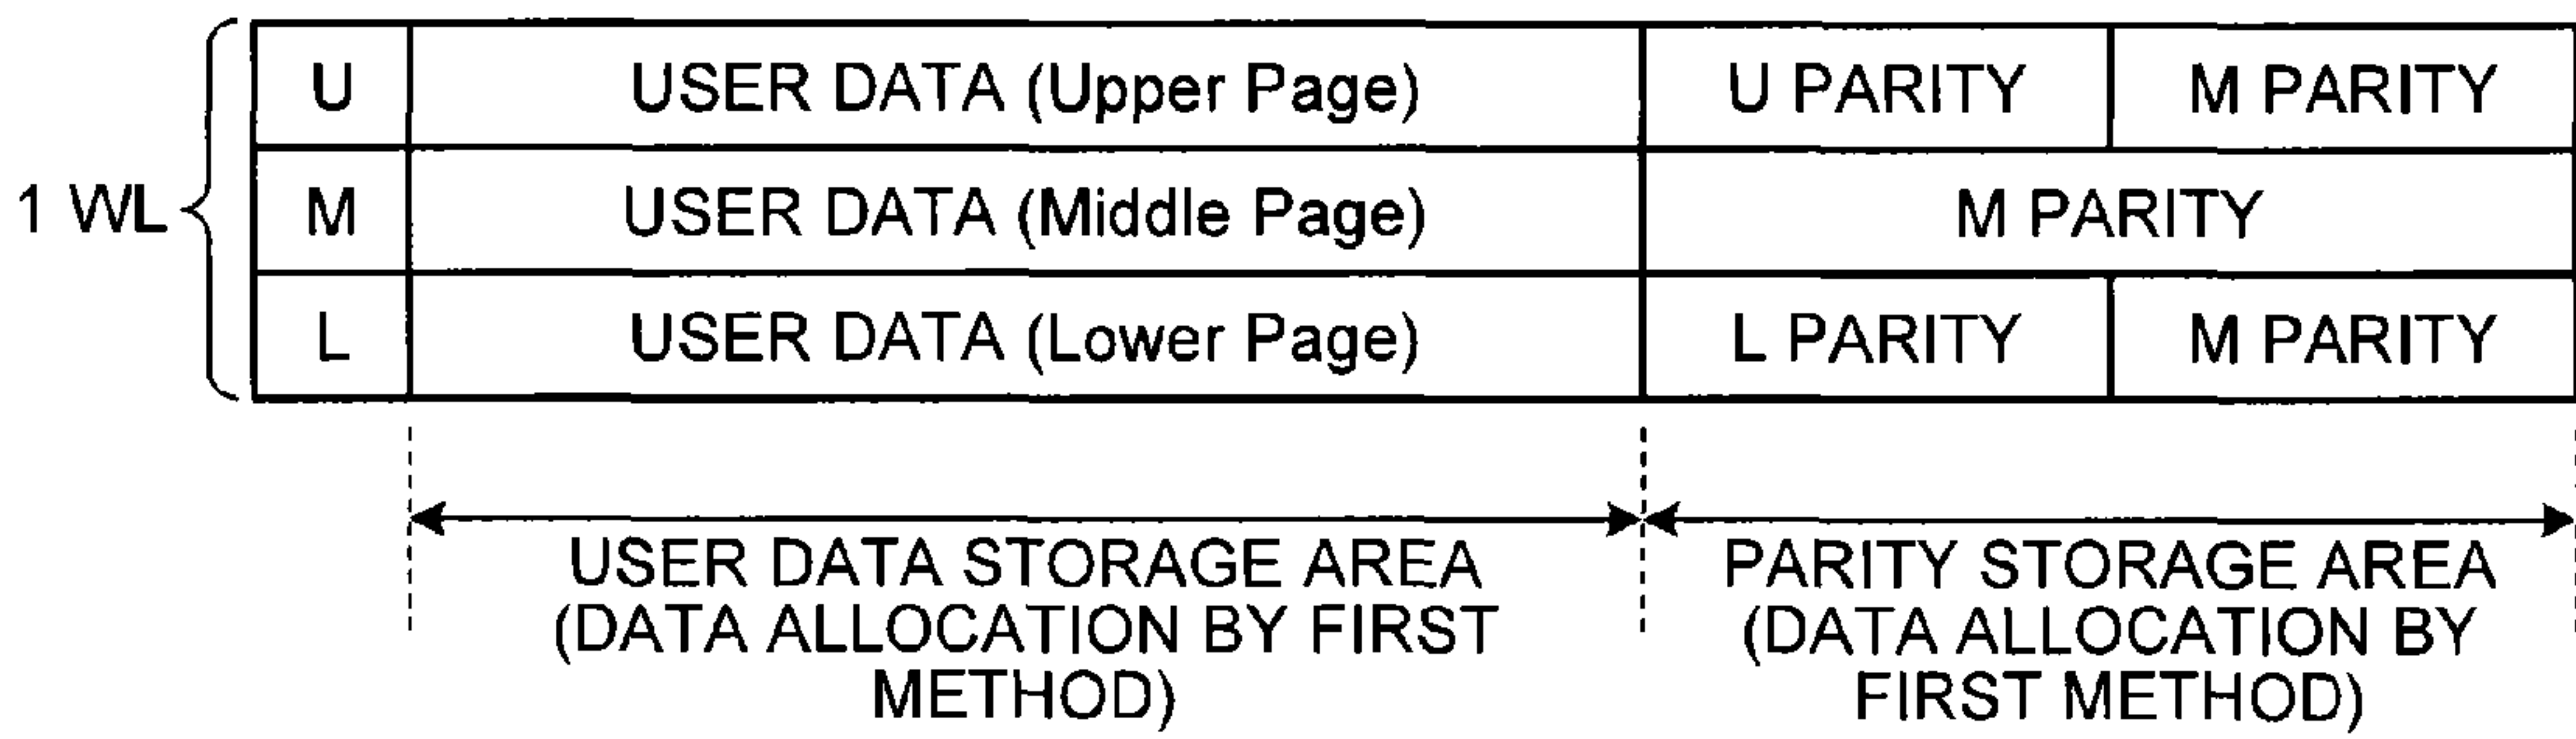 U USER DATA (Upper Page) U PARITY M PARITY
1 WL M USER DATA (Middle Page) M PARITY
L USER DATA (Lower Page) L PARITY M PARITY
USER DATA STORAGE AREA
(DATA ALLOCATION BY FIRST
METHOD)
PARITY STORAGE AREA
(DATA ALLOCATION BY
FIRST METHOD)